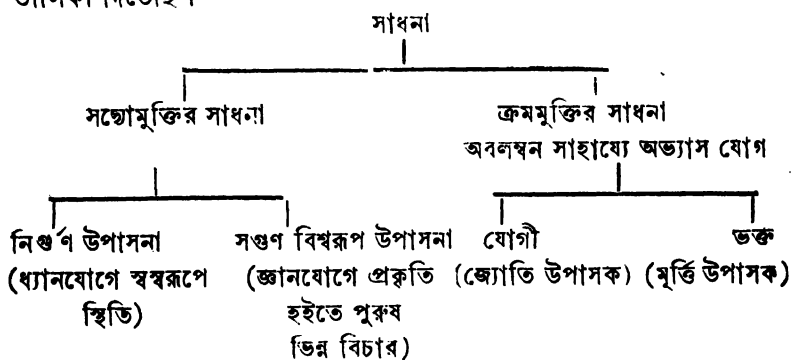 সাধনা
সদ্যোমুক্তির সাধনা ক্রমমুক্তির সাধনা
অবলম্বন সাহায্যে অভ্যাস যোগ
নির্গুণ উপাসনা সগুণ বিশ্বরূপ উপাসনা যোগী ভক্ত
(ধ্যানযোগে স্বস্বরূপে (জ্ঞানযোগে প্রকৃতি (জ্যোতি উপাসক) (মূর্ত্তি উপাসক)
স্থিতি) হইতে পুরুষ
ভিন্ন বিচার)